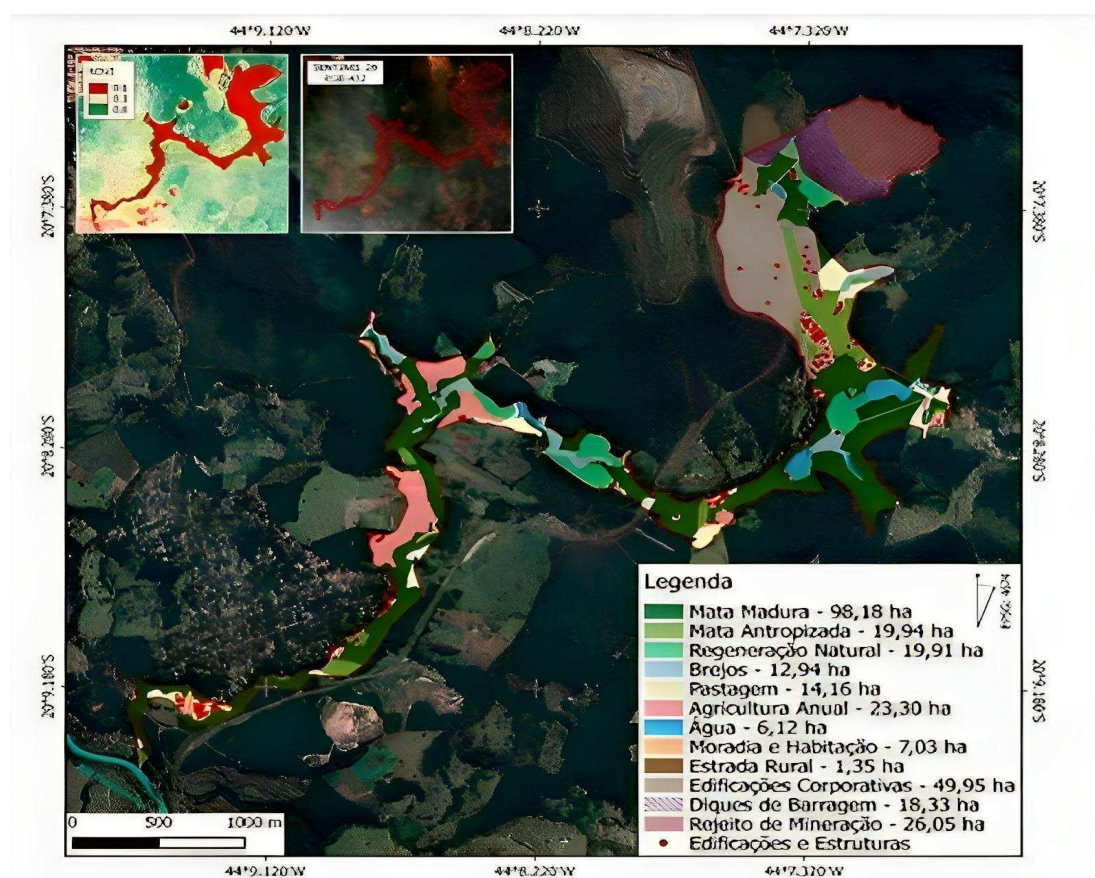 44°9.120'W 44°8.220'W 44°7.320'W
20°7.380'S 20°7.380'S
20°8.280'S 20°8.280'S
20°9.180'S 20°9.180'S
Legenda
Mata Madura - 98,18 ha
Mata Antropizada - 19,94 ha
Regeneração Natural - 19,91 ha
Brejos - 12,94 ha
Pastagem - 14,16 ha
Agricultura Anual - 23,30 ha
Água - 6,12 ha
Moradia e Habitação - 7,03 ha
Estrada Rural - 1,35 ha
Edificações Corporativas - 49,95 ha
Diques de Barragem - 18,33 ha
Rejeito de Mineração - 26,05 ha
Edificações e Estruturas
0 500 1000 m
44°9.120'W 44°8.220'W 44°7.320'W